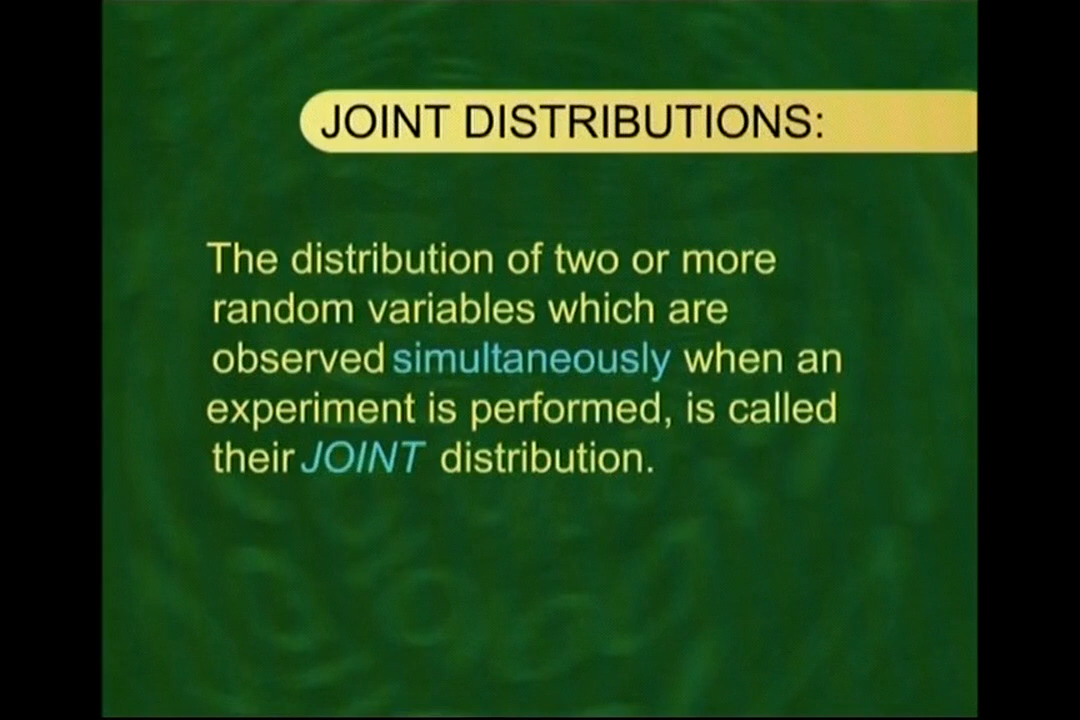 JOINT DISTRIBUTIONS:
The distribution of two or more
random variables which are
observed simultaneously when an
experiment is performed, is called
their JOINT distribution.